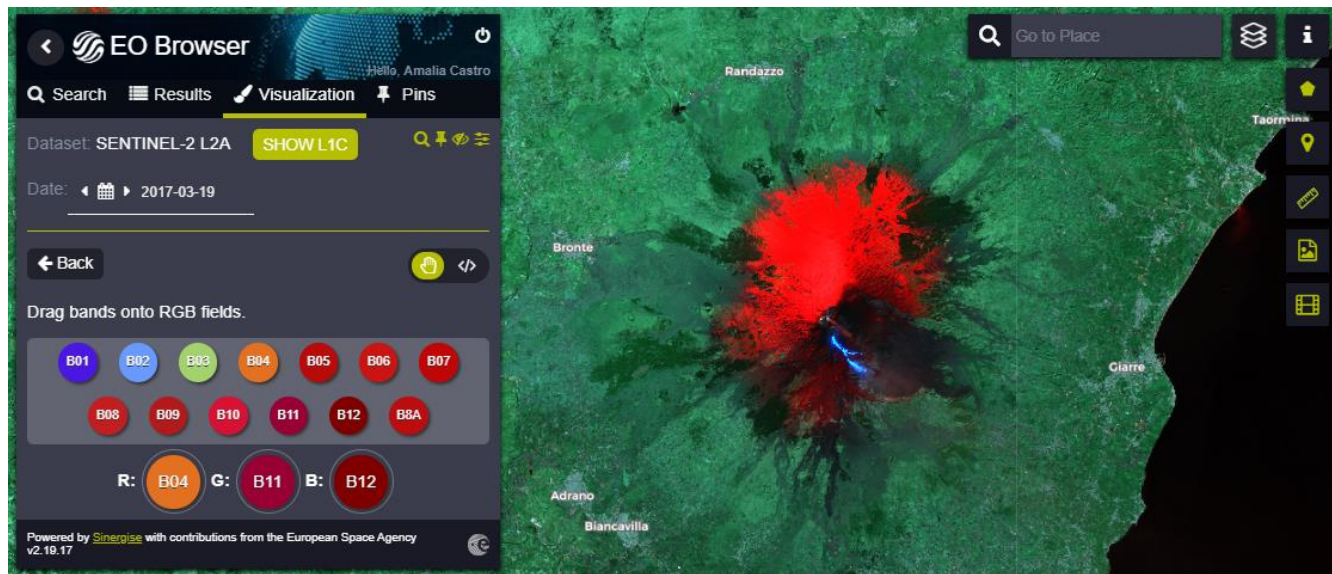 EO Browser
Hello, Amalia Castro
Search Results Visualization Pins
Dataset: SENTINEL-2 L2A SHOW L1C
Date: 2017-03-19
Back </>
Drag bands onto RGB fields.
B01 B02 B03 B04 B05 B06 B07
B08 B09 B10 B11 B12 B8A
R: B04 G: B11 B: B12
Powered by Sinergise with contributions from the European Space Agency
v2.19.17
Go to Place
i
Randazzo
Taormina
Bronte
Giarre
Adrano
Biancavilla